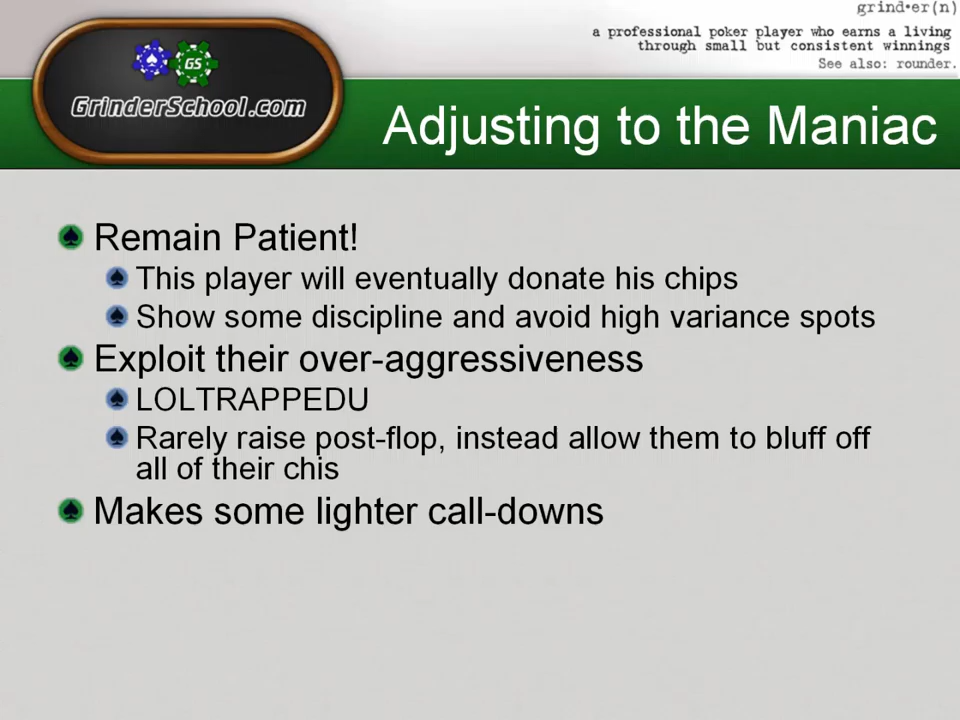 grind•er(n)
a professional poker player who earns a living
through small but consistent winnings
See also: rounder.
GS
GrinderSchool.com
Adjusting to the Maniac
Remain Patient!
This player will eventually donate his chips
Show some discipline and avoid high variance spots
Exploit their over-aggressiveness
LOLTRAPPEDU
Rarely raise post-flop, instead allow them to bluff off
all of their chis
Makes some lighter call-downs